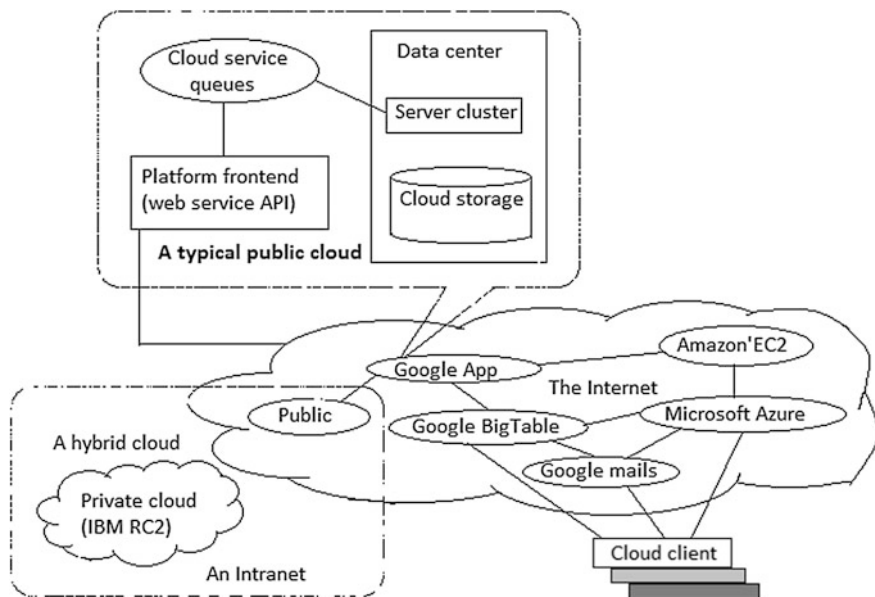 Cloud service
queues
Data center
Server cluster
Platform frontend
(web service API)
Cloud storage
A typical public cloud
Amazon'EC2
Google App
The Internet
Public
Microsoft Azure
Google BigTable
A hybrid cloud
Google mails
Private cloud
(IBM RC2)
Cloud client
An Intranet